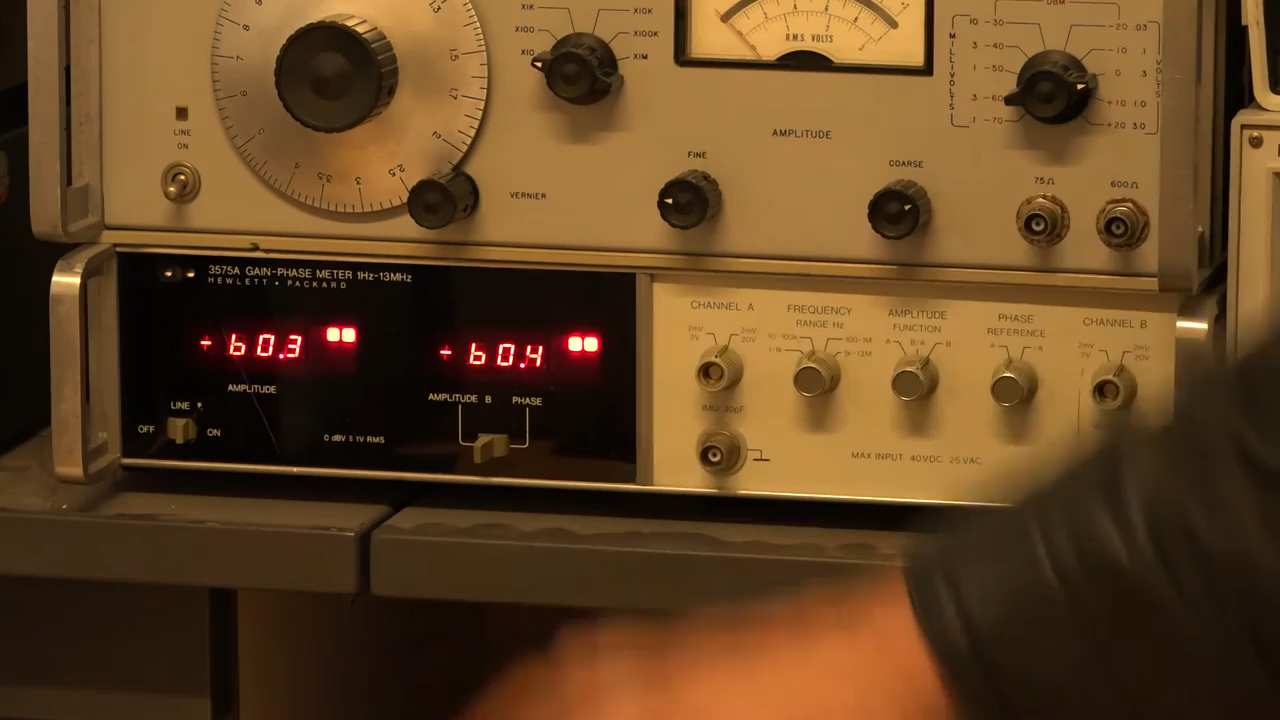 X1K
X10K
X100
X100K
X10
X1M
R.M.S. VOLTS
DBM
10 -30
-20 .03
3 -40
-10 .1
1 -50
0 .3
.3 -60
+10 1.0
.1 -70
+20 3.0
MILLIVOLTS
VOLTS
LINE
ON
VERNIER
AMPLITUDE
FINE
COARSE
75Ω
600Ω
3575A GAIN-PHASE METER 1Hz-13MHz
HEWLETT • PACKARD
+ 60.3
+ 60.4
AMPLITUDE
AMPLITUDE B
PHASE
LINE
OFF
ON
0 dBV = 1V RMS
CHANNEL A
2mV
2V
2mV
20V
1MΩ 30pF
FREQUENCY
RANGE Hz
10-100K
100-1M
1-1k
1k-13M
AMPLITUDE
FUNCTION
A
B/A
B
PHASE
REFERENCE
A
-A
CHANNEL B
2mV
2V
2mV
20V
MAX INPUT 40VDC 25VAC